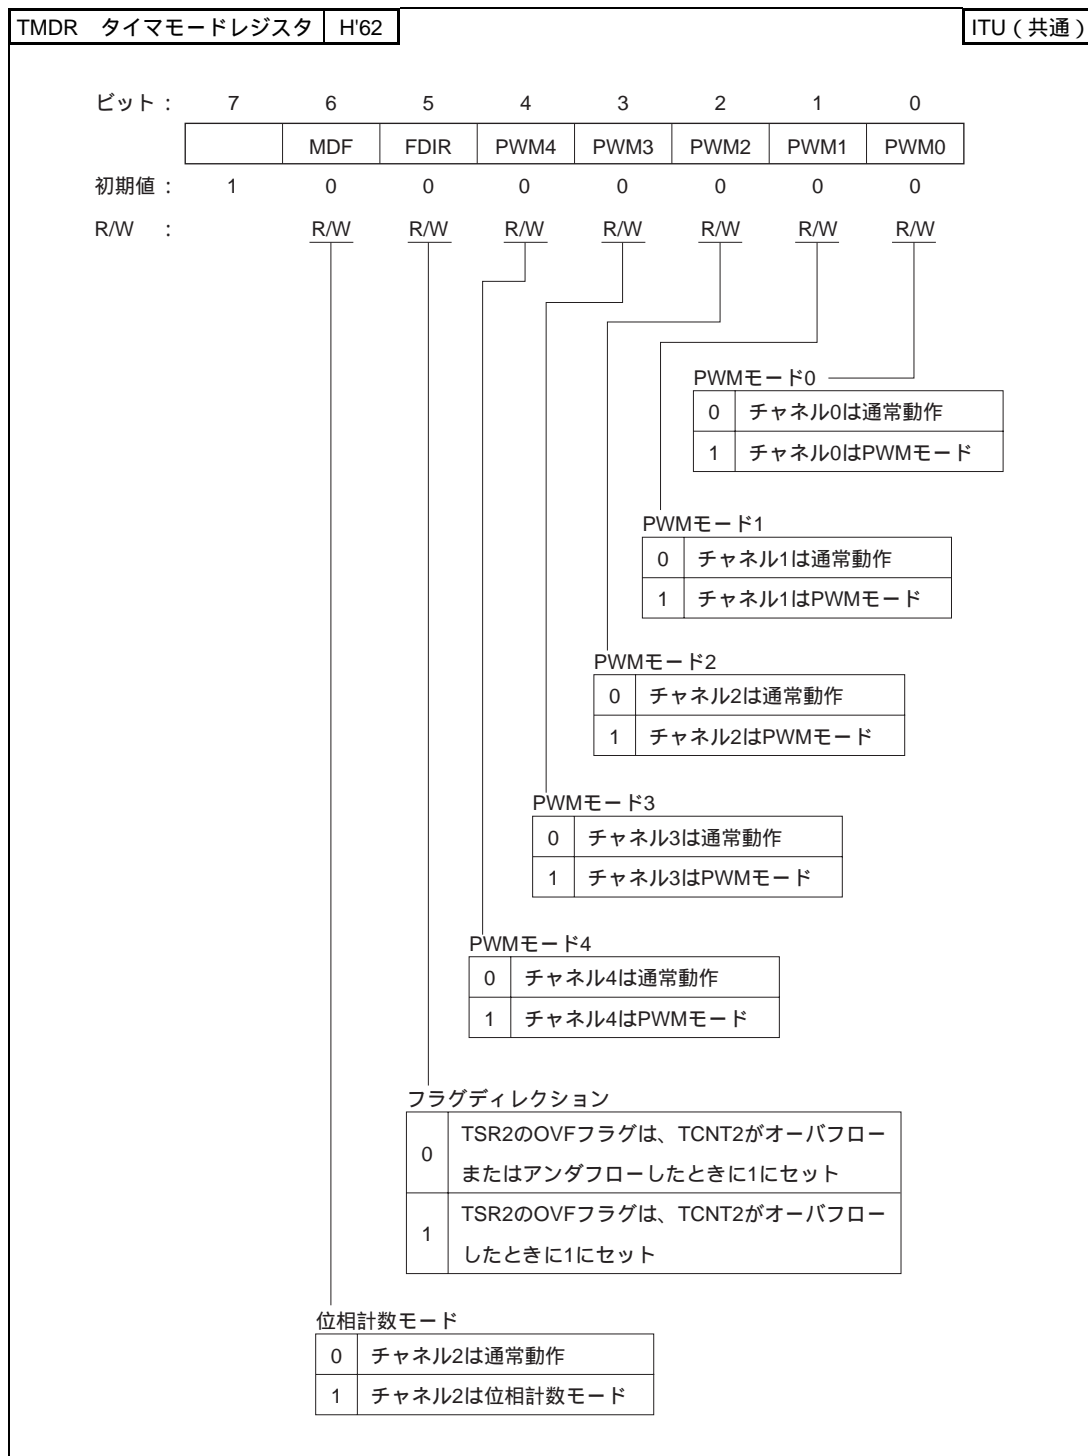 TMDR タイマモードレジスタ H'62 ITU(共通)
ビット: 7 6 5 4 3 2 1 0
MDF FDIR PWM4 PWM3 PWM2 PWM1 PWM0
初期値: 1 0 0 0 0 0 0 0
R/W : R/W R/W R/W R/W R/W R/W R/W
PWMモード0
0 チャネル0は通常動作
1 チャネル0はPWMモード
PWMモード1
0 チャネル1は通常動作
1 チャネル1はPWMモード
PWMモード2
0 チャネル2は通常動作
1 チャネル2はPWMモード
PWMモード3
0 チャネル3は通常動作
1 チャネル3はPWMモード
PWMモード4
0 チャネル4は通常動作
1 チャネル4はPWMモード
フラグディレクション
0 TSR2のOVFフラグは、TCNT2がオーバフロー
またはアンダフローしたときに1にセット
1 TSR2のOVFフラグは、TCNT2がオーバフロー
したときに1にセット
位相計数モード
0 チャネル2は通常動作
1 チャネル2は位相計数モード